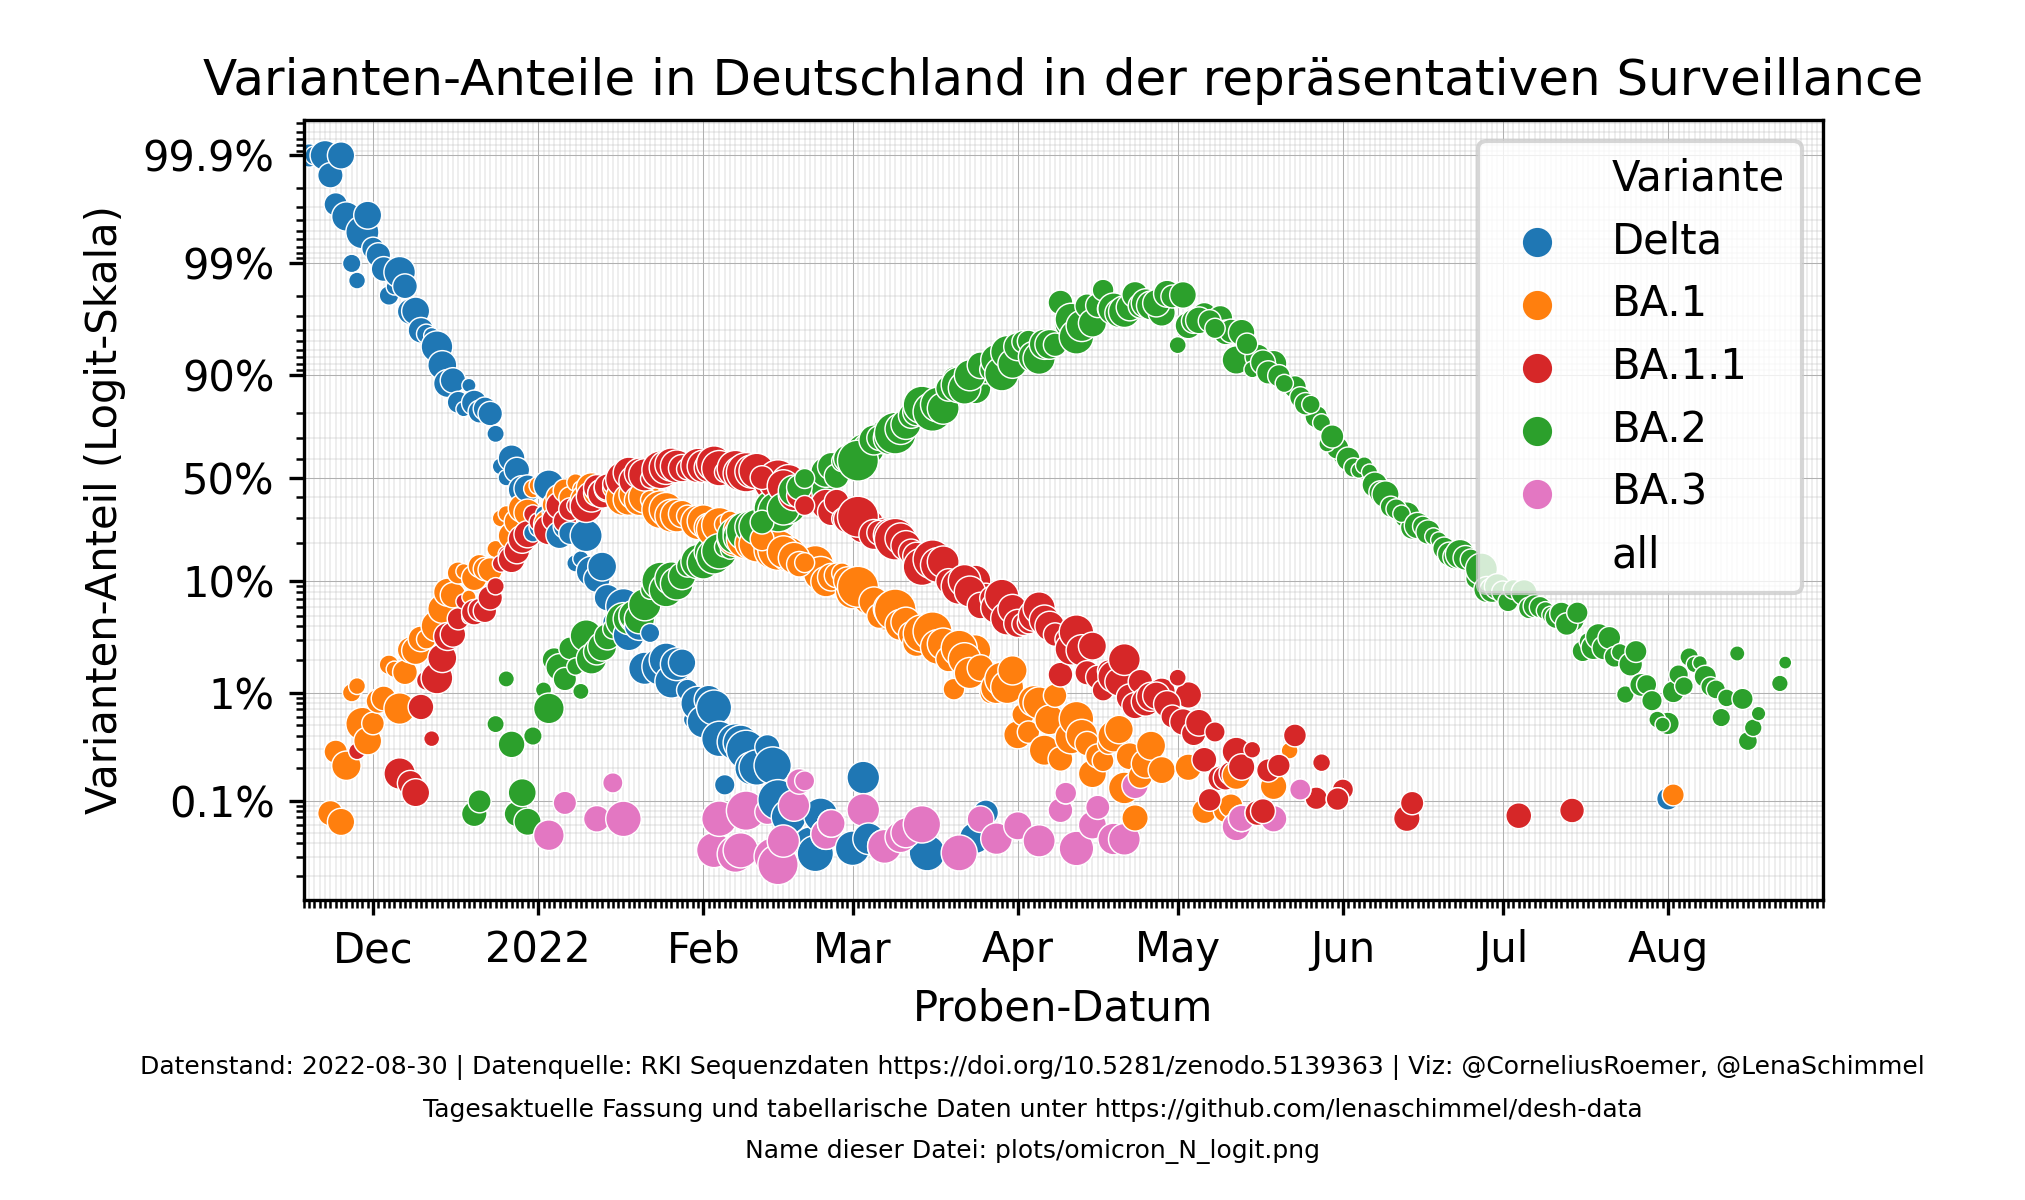 Varianten-Anteile in Deutschland in der repräsentativen Surveillance
Varianten-Anteil (Logit-Skala)
99.9%
99%
90%
50%
10%
1%
0.1%
Variante
Delta
BA.1
BA.1.1
BA.2
BA.3
all
Dec 2022 Feb Mar Apr May Jun Jul Aug
Proben-Datum
Datenstand: 2022-08-30 | Datenquelle: RKI Sequenzdaten https://doi.org/10.5281/zenodo.5139363 | Viz: @CorneliusRoemer, @LenaSchimmel
Tagesaktuelle Fassung und tabellarische Daten unter https://github.com/lenaschimmel/desh-data
Name dieser Datei: plots/omicron_N_logit.png